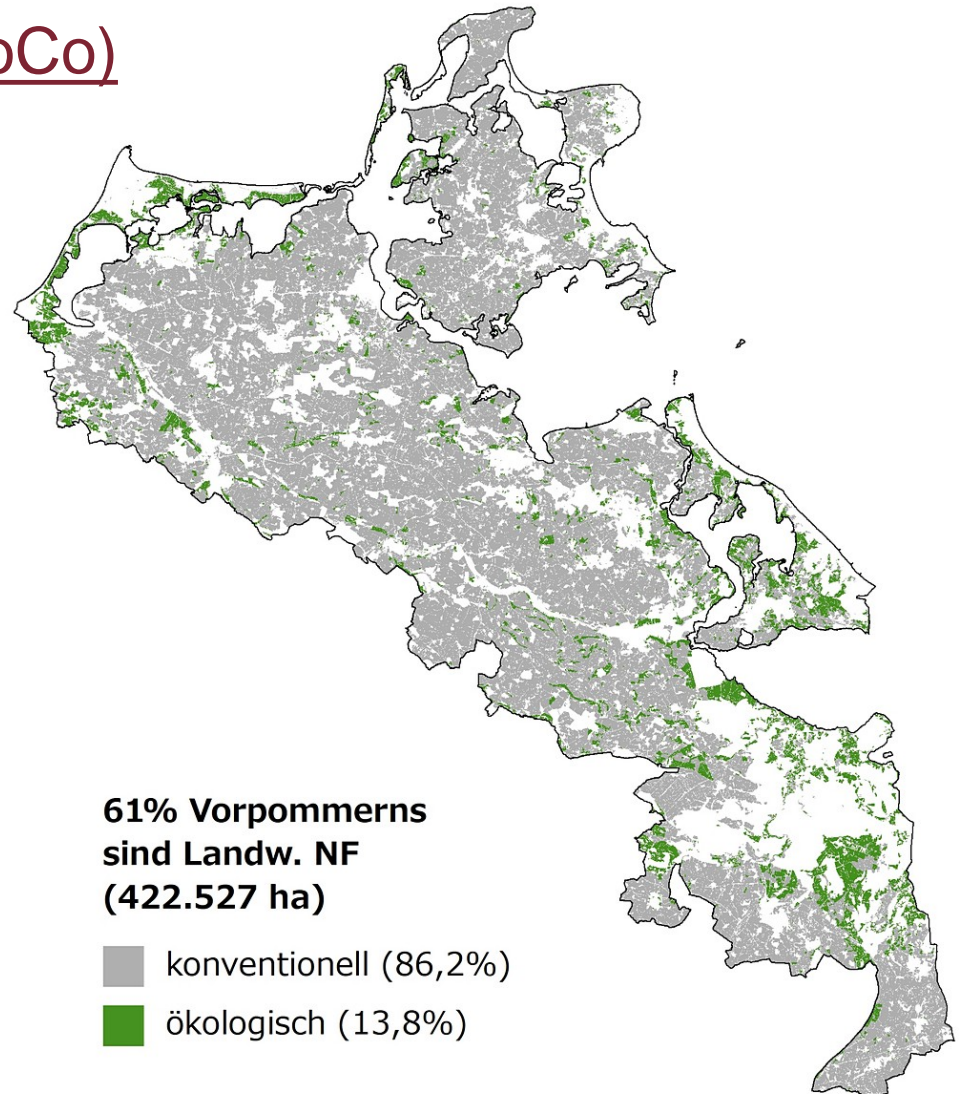 oCo)
61% Vorpommerns
sind Landw. NF
(422.527 ha)
konventionell (86,2%)
ökologisch (13,8%)